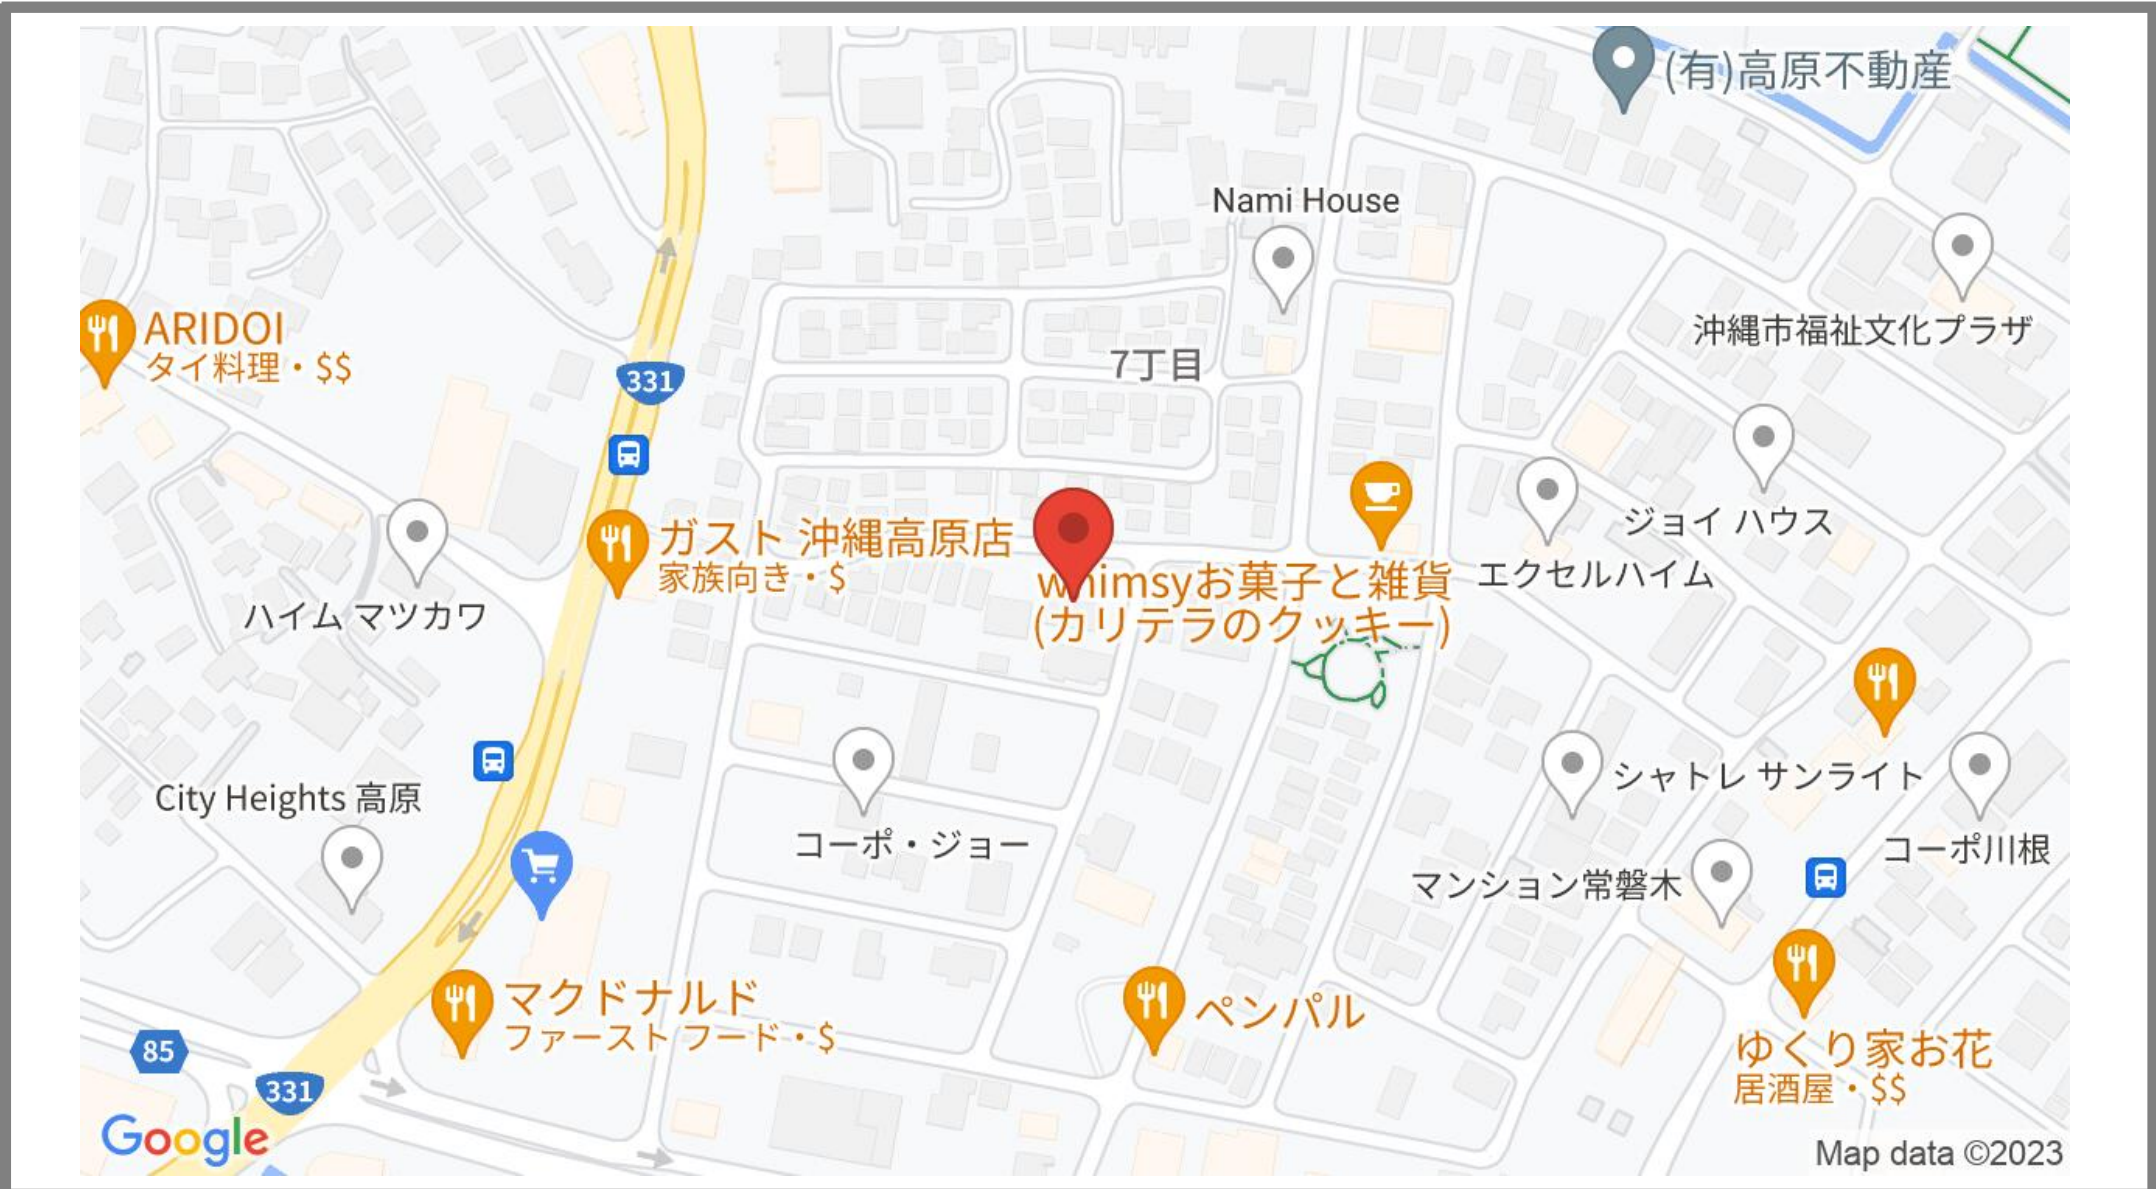 (有)高原不動産
Nami House
ARIDOI
タイ料理・$$
沖縄市福祉文化プラザ
7丁目
331
ジョイ ハウス
ガスト 沖縄高原店
家族向き・$
whimsyお菓子と雑貨
(カリテラのクッキー)
エクセルハイム
ハイム マツカワ
City Heights 高原
シャトレ サンライト
コーポ・ジョー
コーポ川根
マンション常磐木
マクドナルド
ファースト フード・$
ペンパル
ゆくり家お花
居酒屋・$$
85
331
Google
Map data ©2023